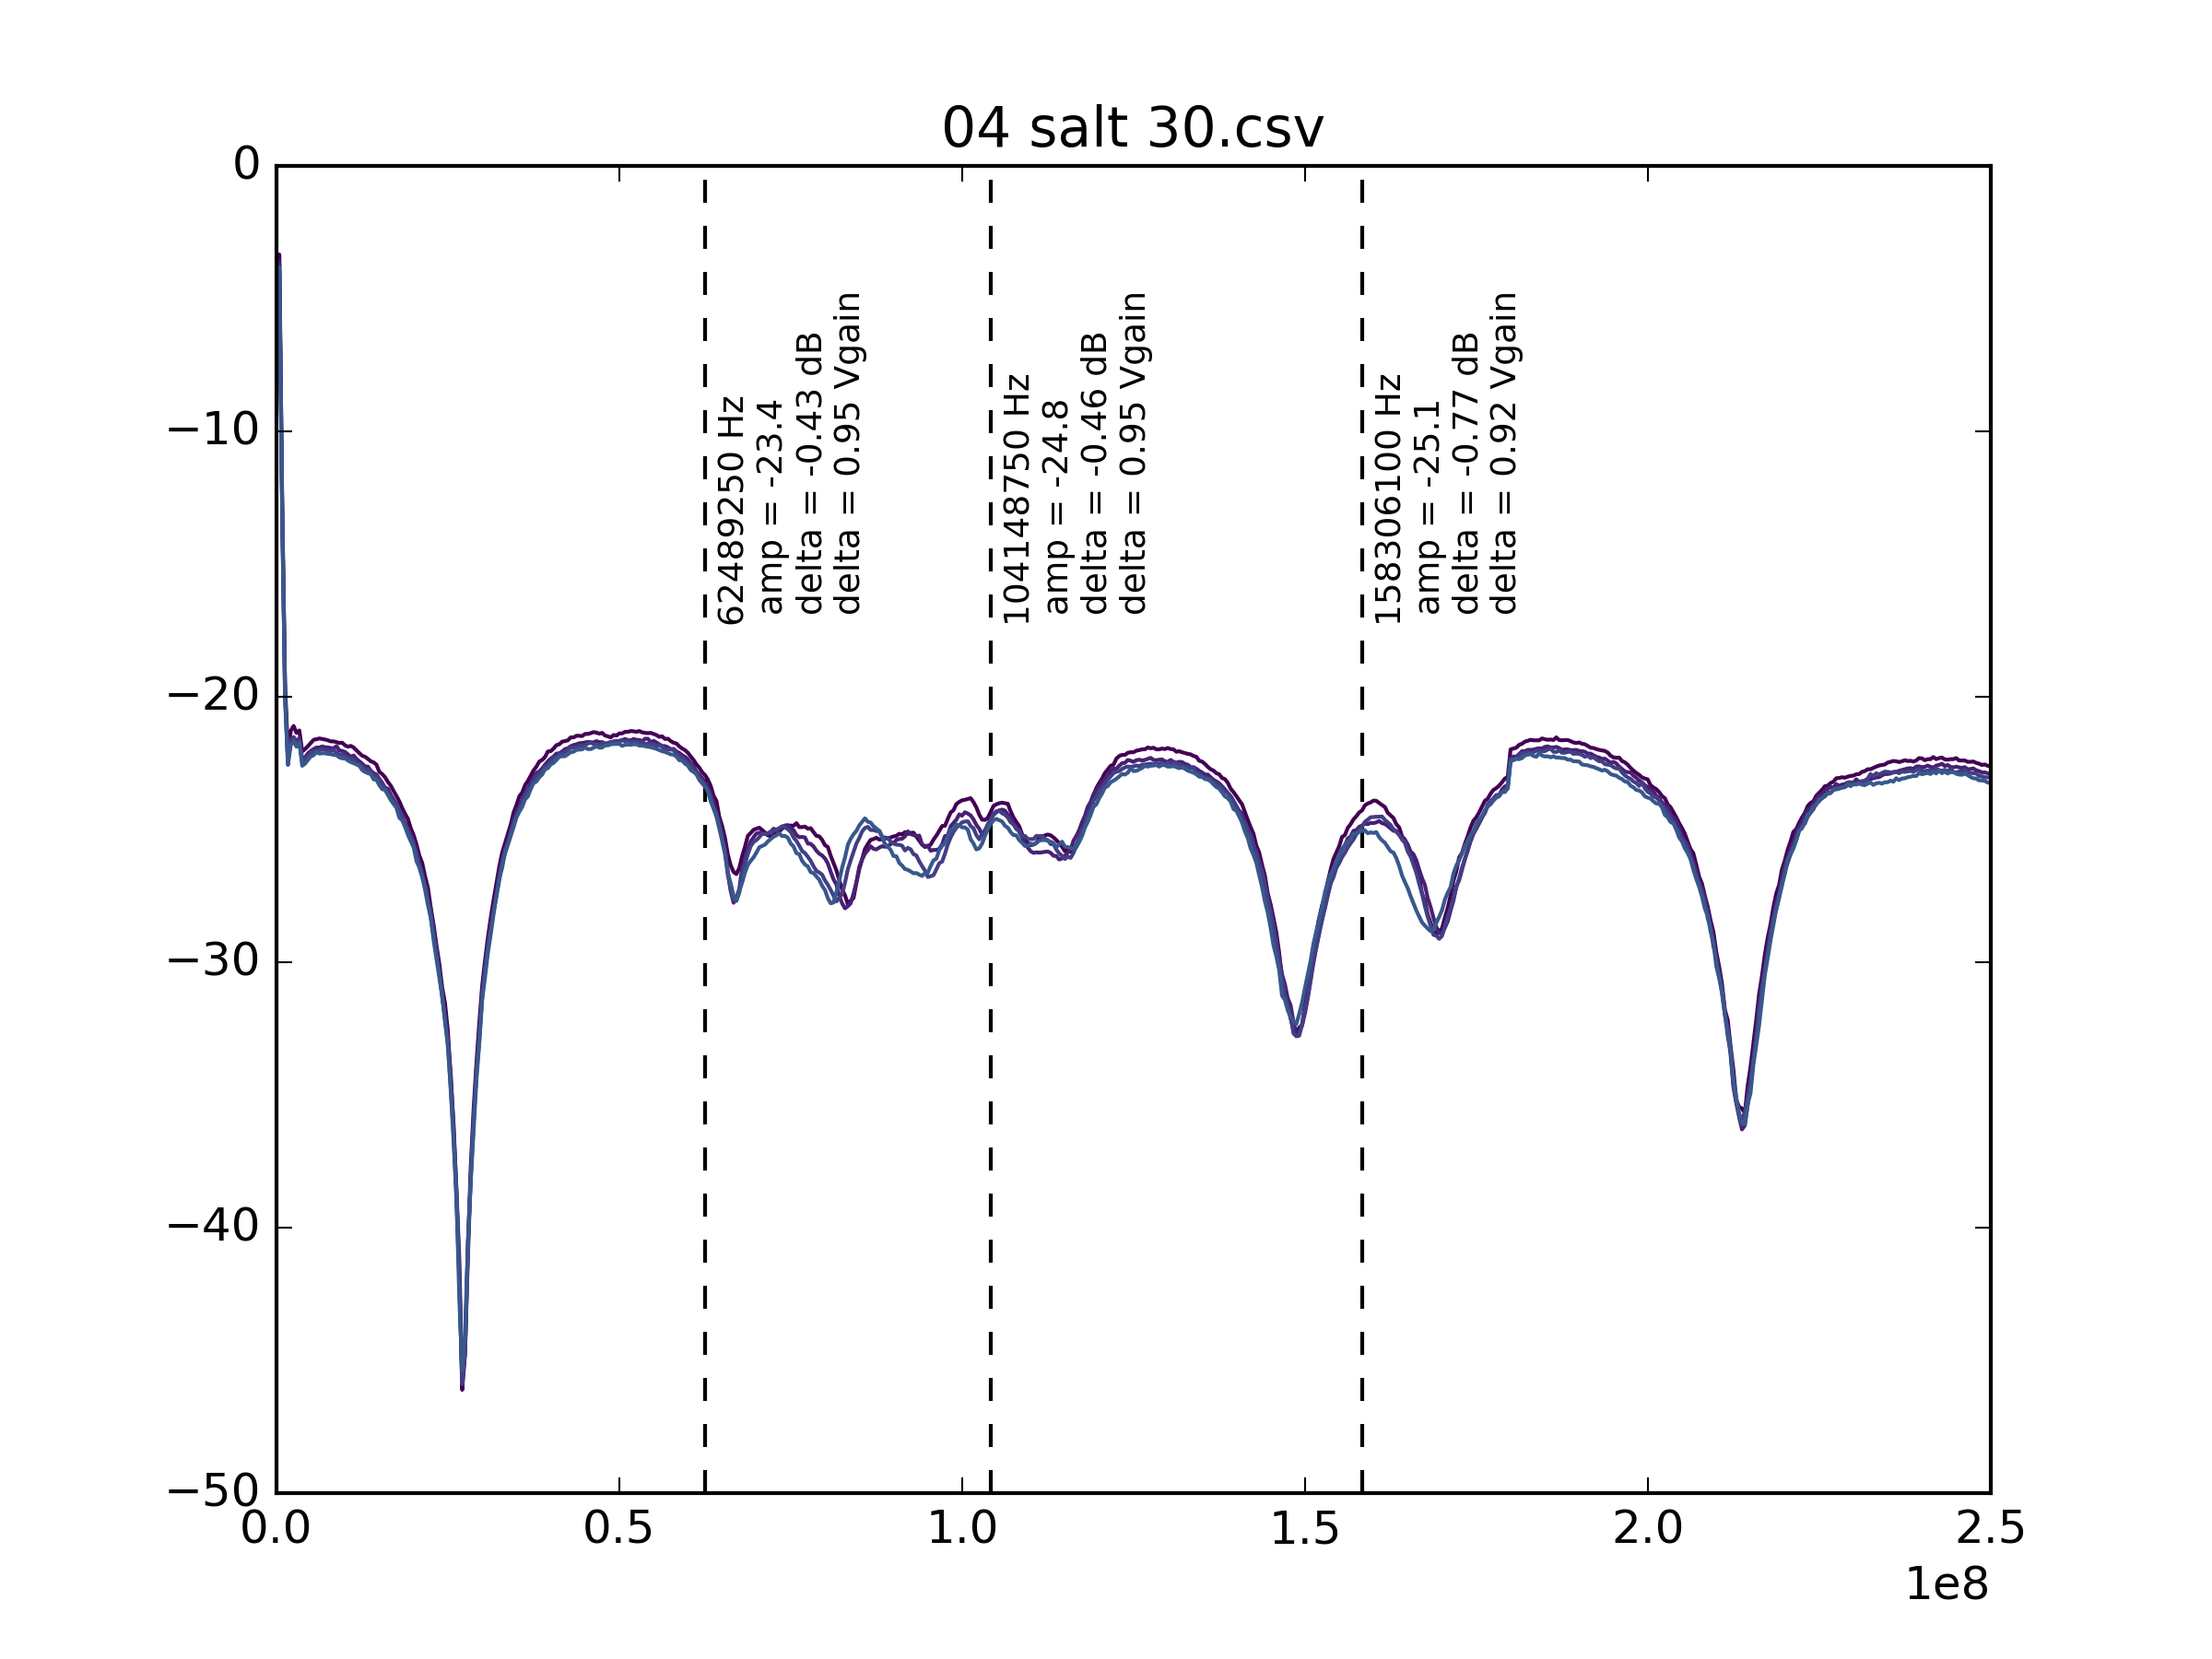 04 salt 30.csv
0
−10
−20
−30
−40
−50
62489250 Hz
amp = -23.4
delta = -0.43 dB
delta = 0.95 Vgain
104148750 Hz
amp = -24.8
delta = -0.46 dB
delta = 0.95 Vgain
158306100 Hz
amp = -25.1
delta = -0.77 dB
delta = 0.92 Vgain
0.0 0.5 1.0 1.5 2.0 2.5
1e8